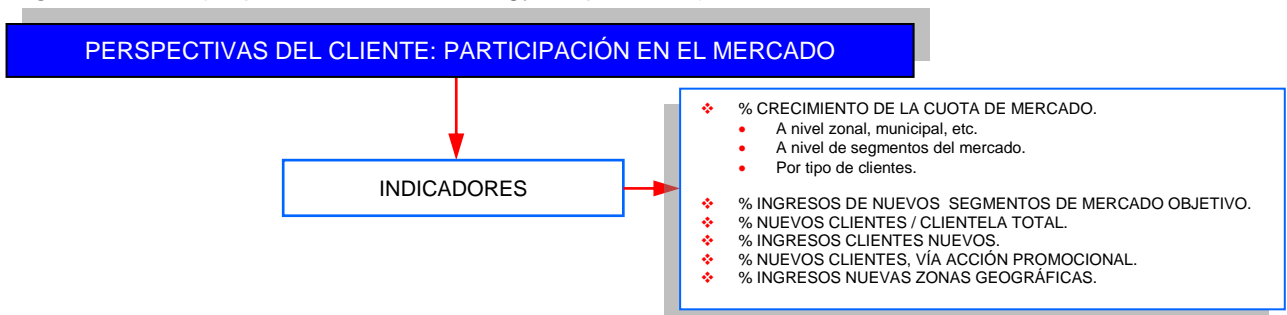 PERSPECTIVAS DEL CLIENTE: PARTICIPACIÓN EN EL MERCADO
INDICADORES
% CRECIMIENTO DE LA CUOTA DE MERCADO.
A nivel zonal, municipal, etc.
A nivel de segmentos del mercado.
Por tipo de clientes.
% INGRESOS DE NUEVOS SEGMENTOS DE MERCADO OBJETIVO.
% NUEVOS CLIENTES / CLIENTELA TOTAL.
% INGRESOS CLIENTES NUEVOS.
% NUEVOS CLIENTES, VÍA ACCIÓN PROMOCIONAL.
% INGRESOS NUEVAS ZONAS GEOGRÁFICAS.